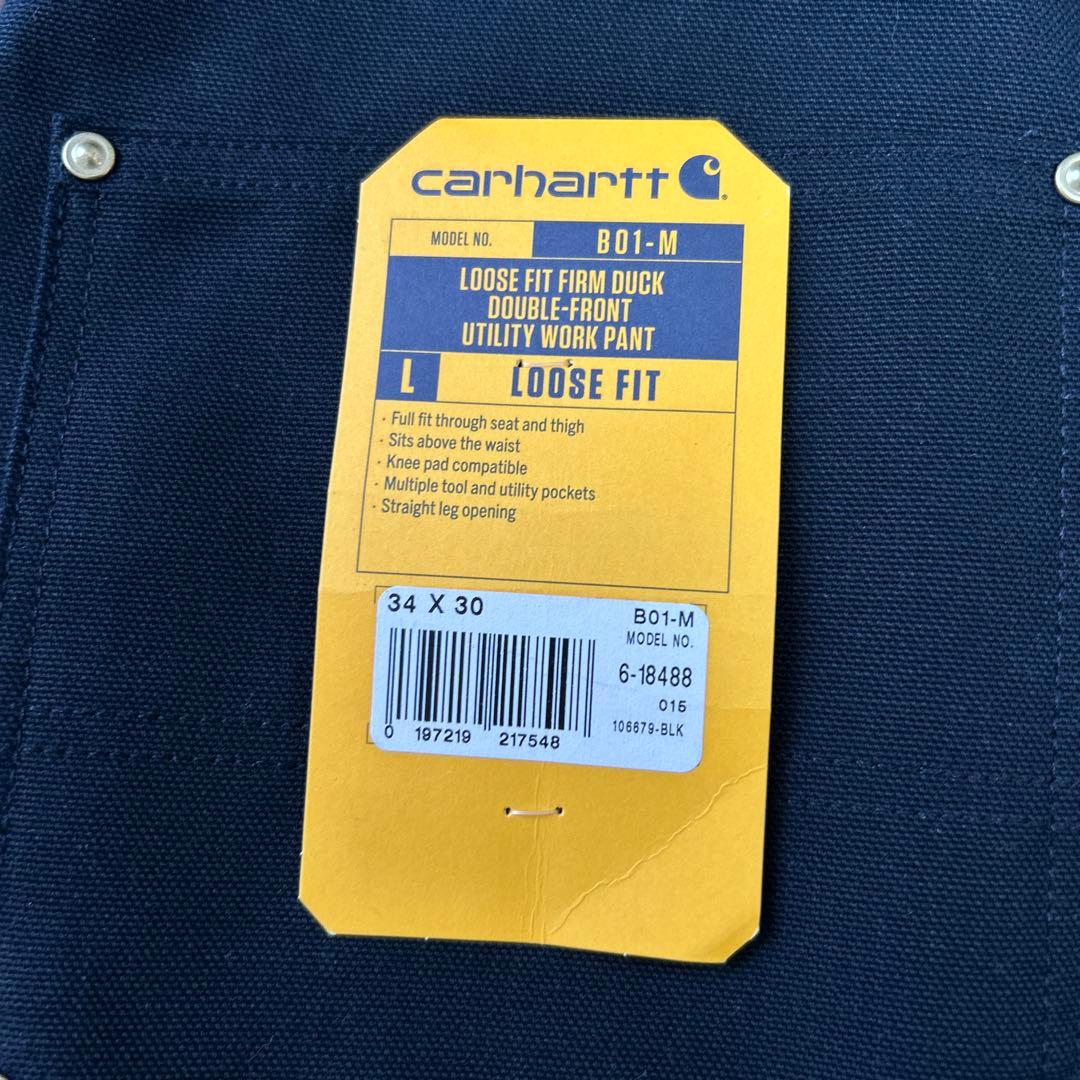 carhartt
MODEL NO. B01-M
LOOSE FIT FIRM DUCK
DOUBLE-FRONT
UTILITY WORK PANT
L LOOSE FIT
· Full fit through seat and thigh
· Sits above the waist
· Knee pad compatible
· Multiple tool and utility pockets
· Straight leg opening
34 X 30
B01-M
MODEL NO.
6-18488
015
106679-BLK
0 197219 217548